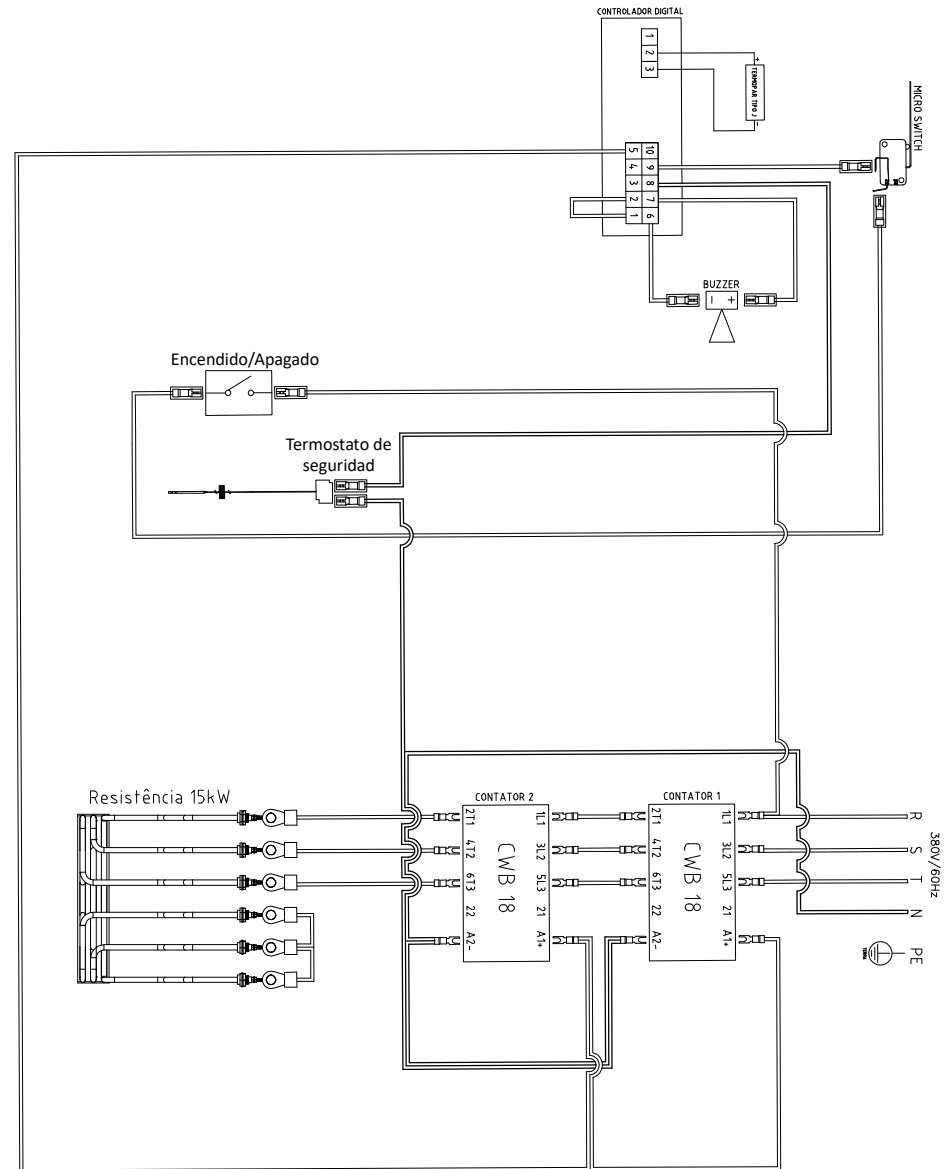 CONTROLADOR DIGITAL
1
2
3
+
TERMOPAR TIPO J
-
MICRO SWITCH
5 10
4 9
3 8
2 7
1 6
BUZZER
- +
Encendido/Apagado
Termostato de
seguridad
Resistência 15kW
CONTATOR 2
2T1 1L1
4T2 3L2
6T3 5L3
22 21
A2- A1+
CWB 18
CONTATOR 1
2T1 1L1
4T2 3L2
6T3 5L3
22 21
A2- A1+
CWB 18
R
S
T
N
PE
380V/60Hz
TERRA